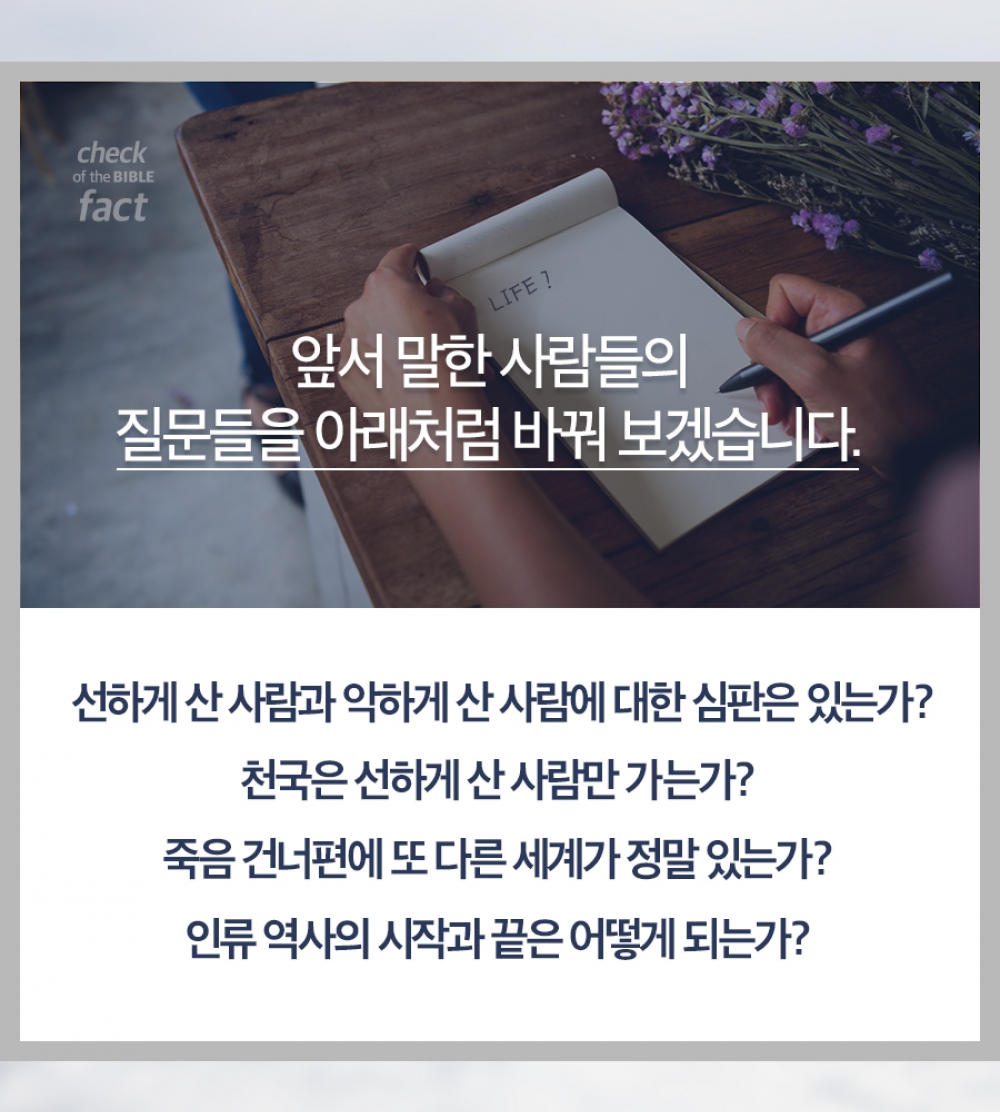 check
of the BIBLE
fact
LIFE !
앞서 말한 사람들의
질문들을 아래처럼 바꿔 보겠습니다.
선하게 산 사람과 악하게 산 사람에 대한 심판은 있는가?
천국은 선하게 산 사람만 가는가?
죽음 건너편에 또 다른 세계가 정말 있는가?
인류 역사의 시작과 끝은 어떻게 되는가?